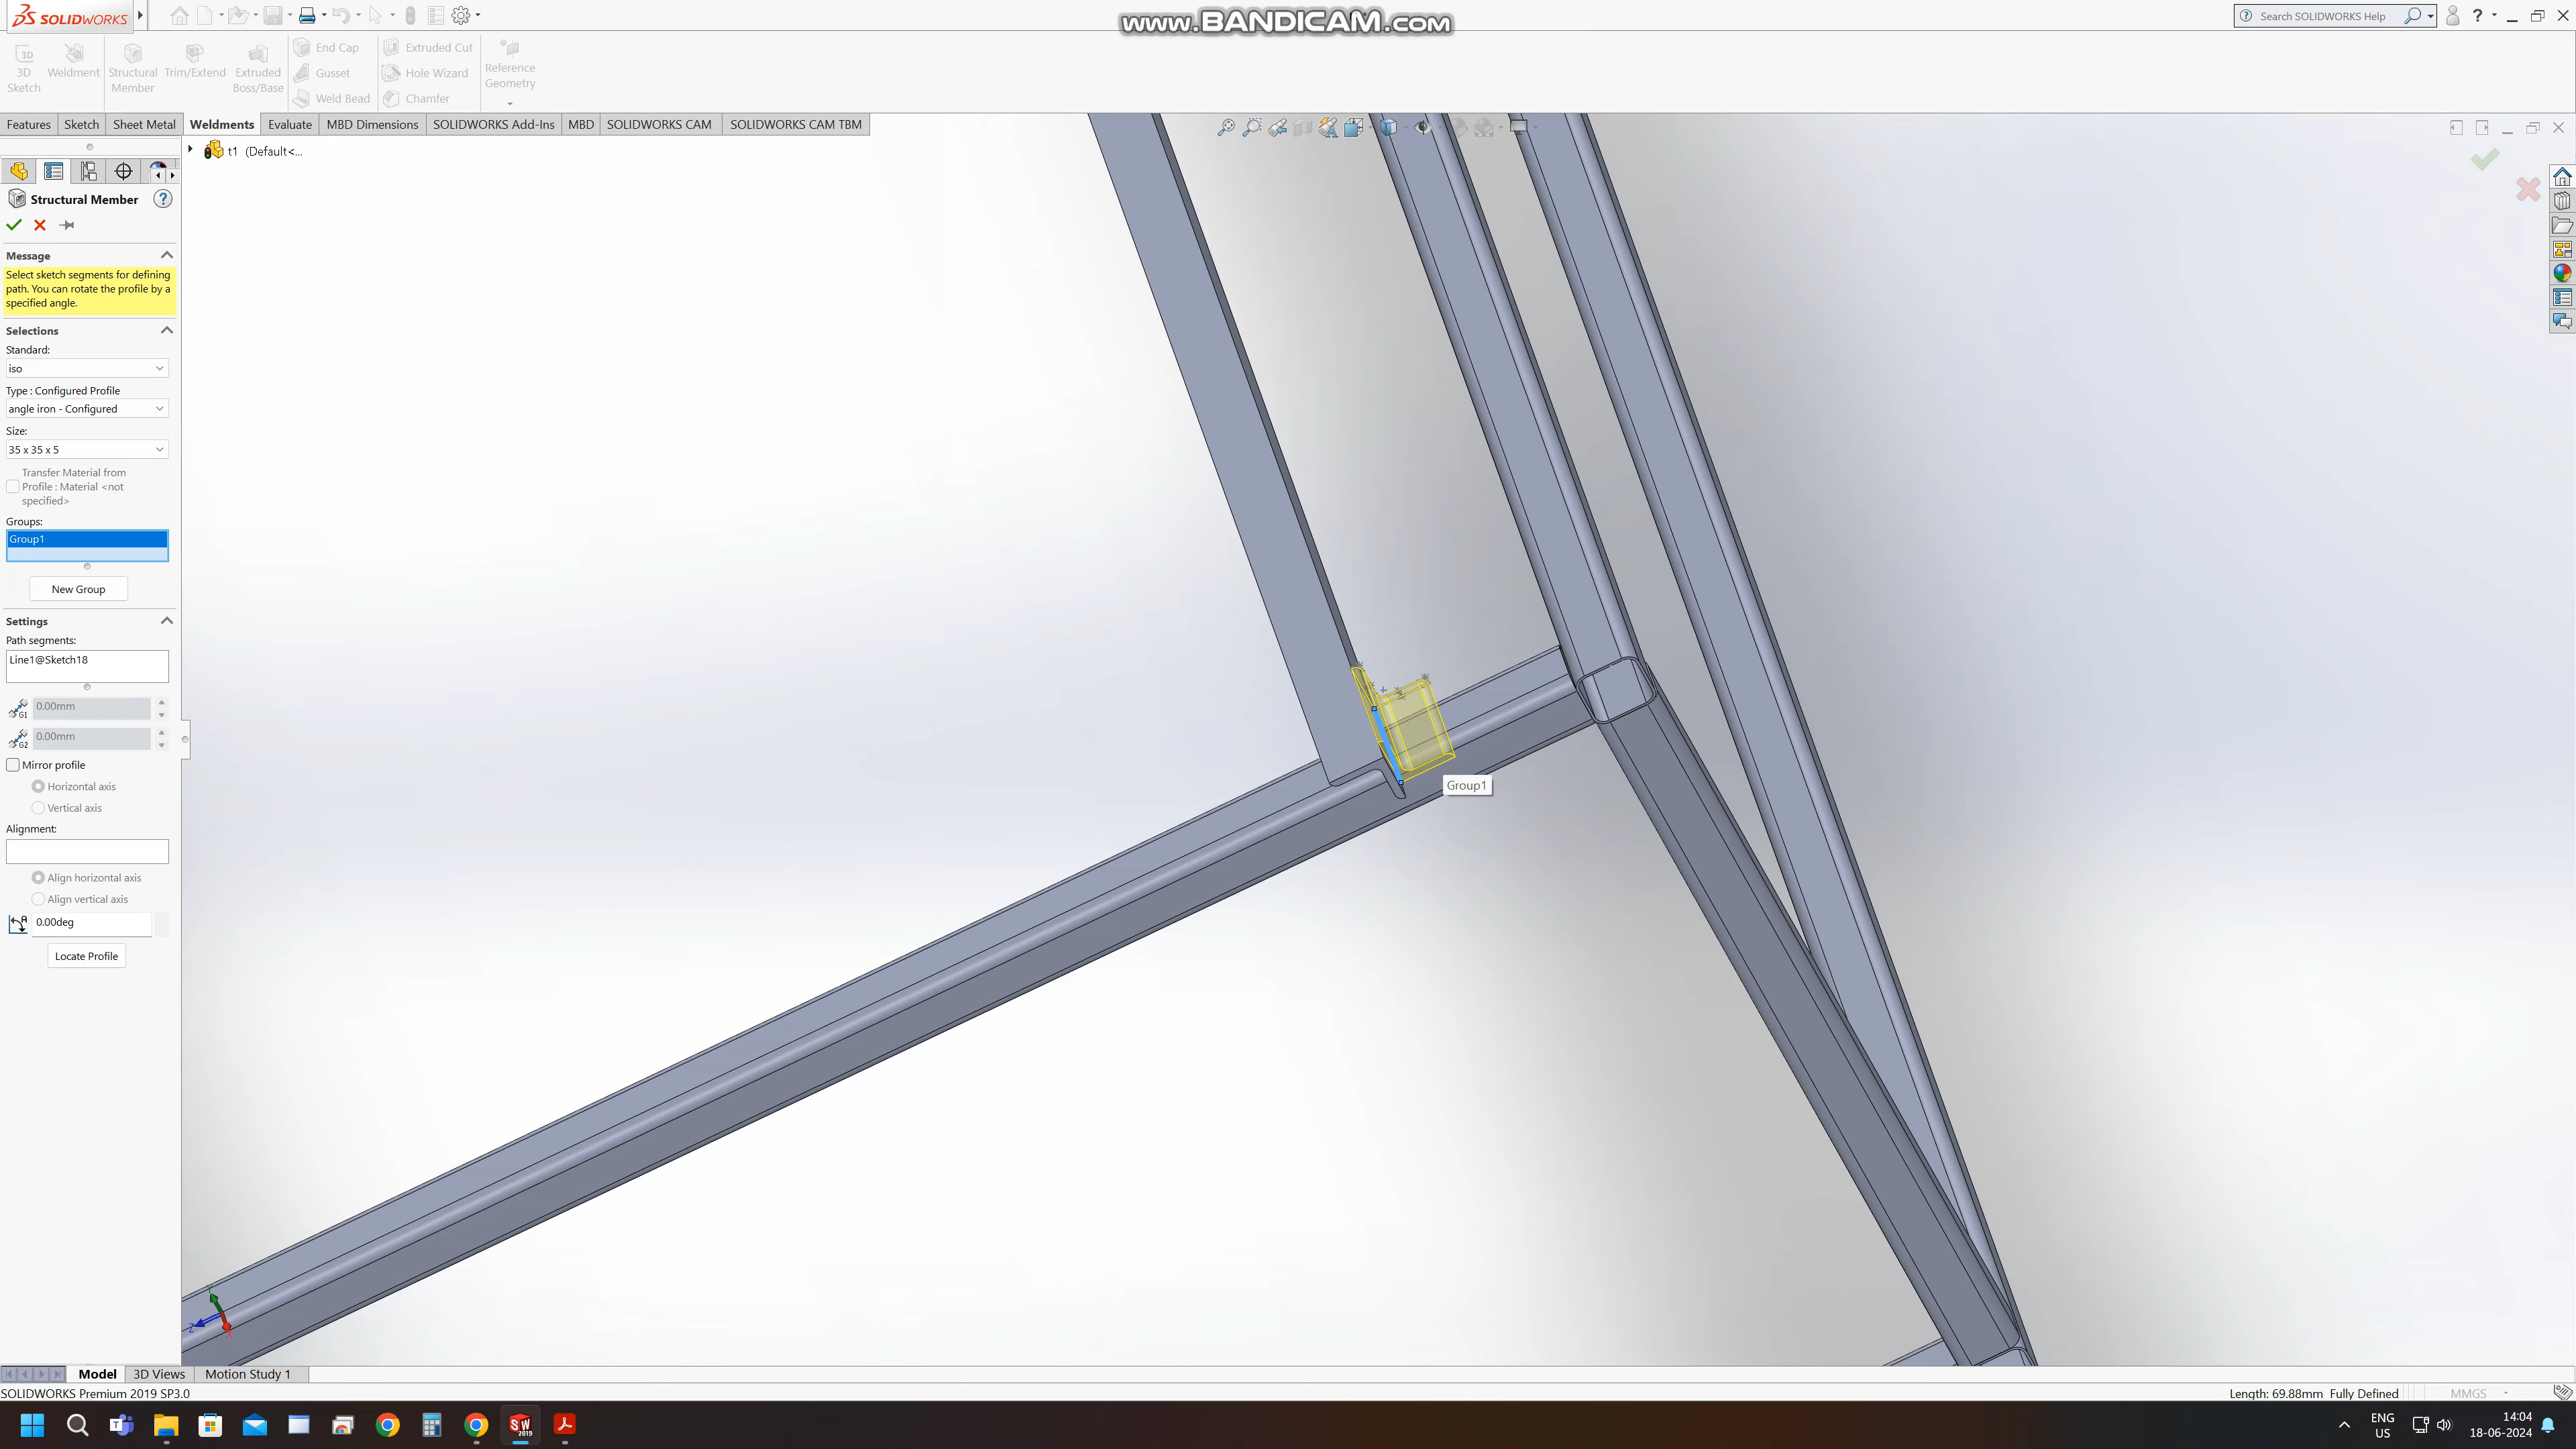 SOLIDWORKS
www.BANDICAM.com
Search SOLIDWORKS Help
3D Sketch
Weldment
Structural Member
Trim/Extend
Extruded Boss/Base
End Cap
Gusset
Weld Bead
Extruded Cut
Hole Wizard
Chamfer
Reference Geometry
Features
Sketch
Sheet Metal
Weldments
Evaluate
MBD Dimensions
SOLIDWORKS Add-Ins
MBD
SOLIDWORKS CAM
SOLIDWORKS CAM TBM
t1 (Default<...
Structural Member
Message
Select sketch segments for defining
path. You can rotate the profile by a
specified angle.
Selections
Standard:
iso
Type : Configured Profile
angle iron - Configured
Size:
35 x 35 x 5
Transfer Material from
Profile : Material <not
specified>
Groups:
Group1
New Group
Settings
Path segments:
Line1@Sketch18
G1
0.00mm
G2
0.00mm
Mirror profile
Horizontal axis
Vertical axis
Alignment:
Align horizontal axis
Align vertical axis
0.00deg
Locate Profile
Group1
Z
X
Model
3D Views
Motion Study 1
SOLIDWORKS Premium 2019 SP3.0
Length: 69.88mm Fully Defined
MMGS
ENG
US
14:04
18-06-2024